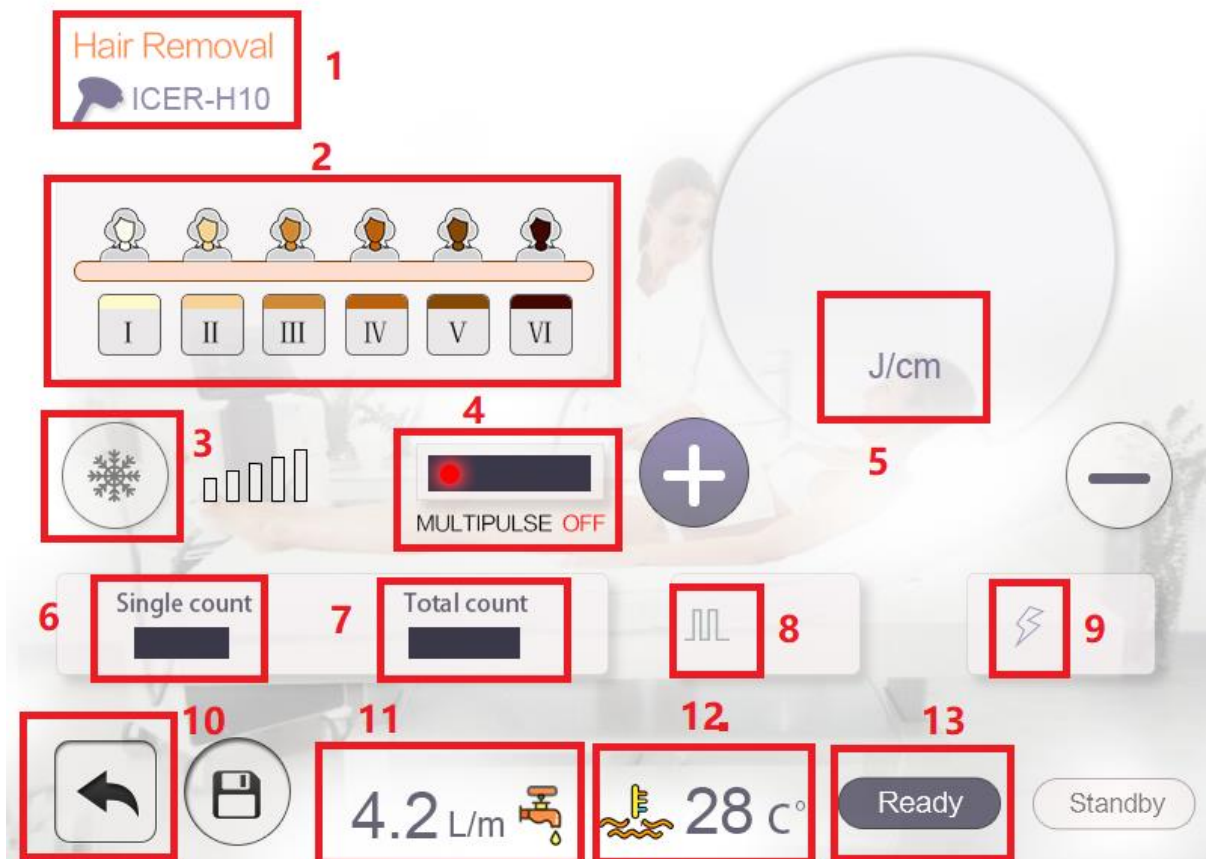 Hair Removal
ICER-H10
1
2
I II III IV V VI
J/cm
3
4
MULTIPULSE OFF
5
6
Single count
7
Total count
8
9
10
11
12.
13
4.2 L/m
28 C°
Ready
Standby